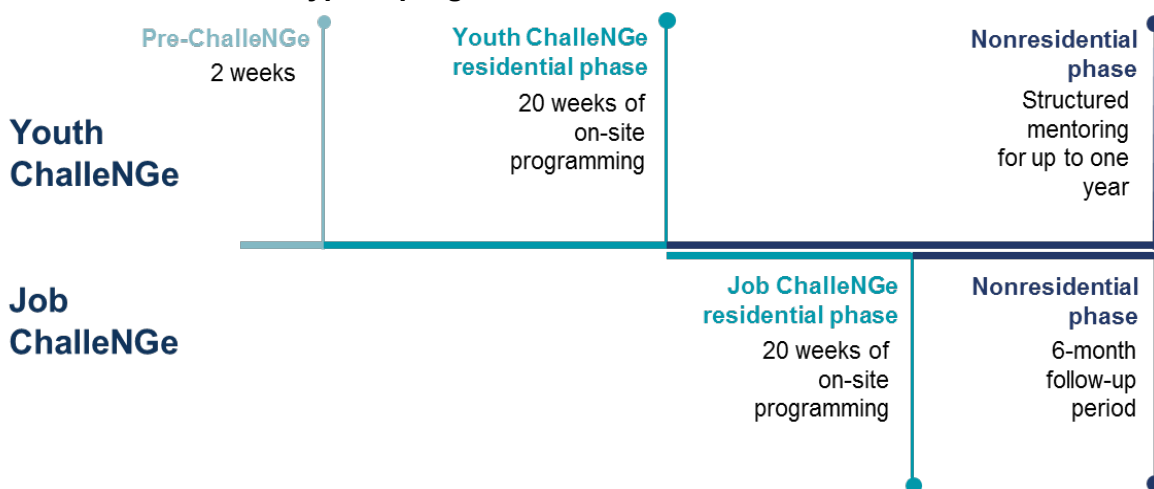 Pre-ChalleNGe
2 weeks
Youth ChalleNGe
residential phase
20 weeks of
on-site
programming
Nonresidential
phase
Structured
mentoring
for up to one
year
Youth
ChalleNGe
Job
ChalleNGe
Job ChalleNGe
residential phase
20 weeks of
on-site
programming
Nonresidential
phase
6-month
follow-up
period